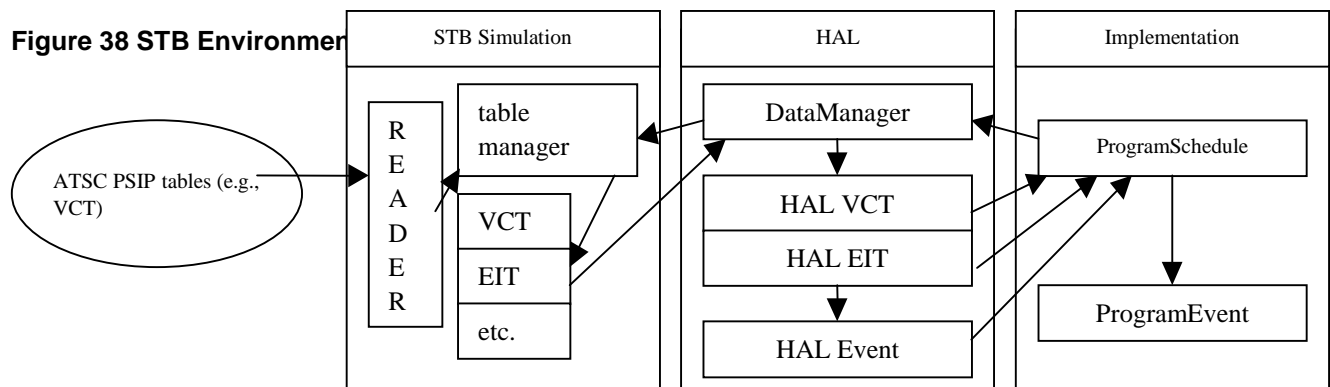 Figure 38 STB Environmen
STB Simulation
HAL
Implementation
ATSC PSIP tables (e.g.,
VCT)
R
E
A
D
E
R
table
manager
VCT
EIT
etc.
DataManager
HAL VCT
HAL EIT
HAL Event
ProgramSchedule
ProgramEvent